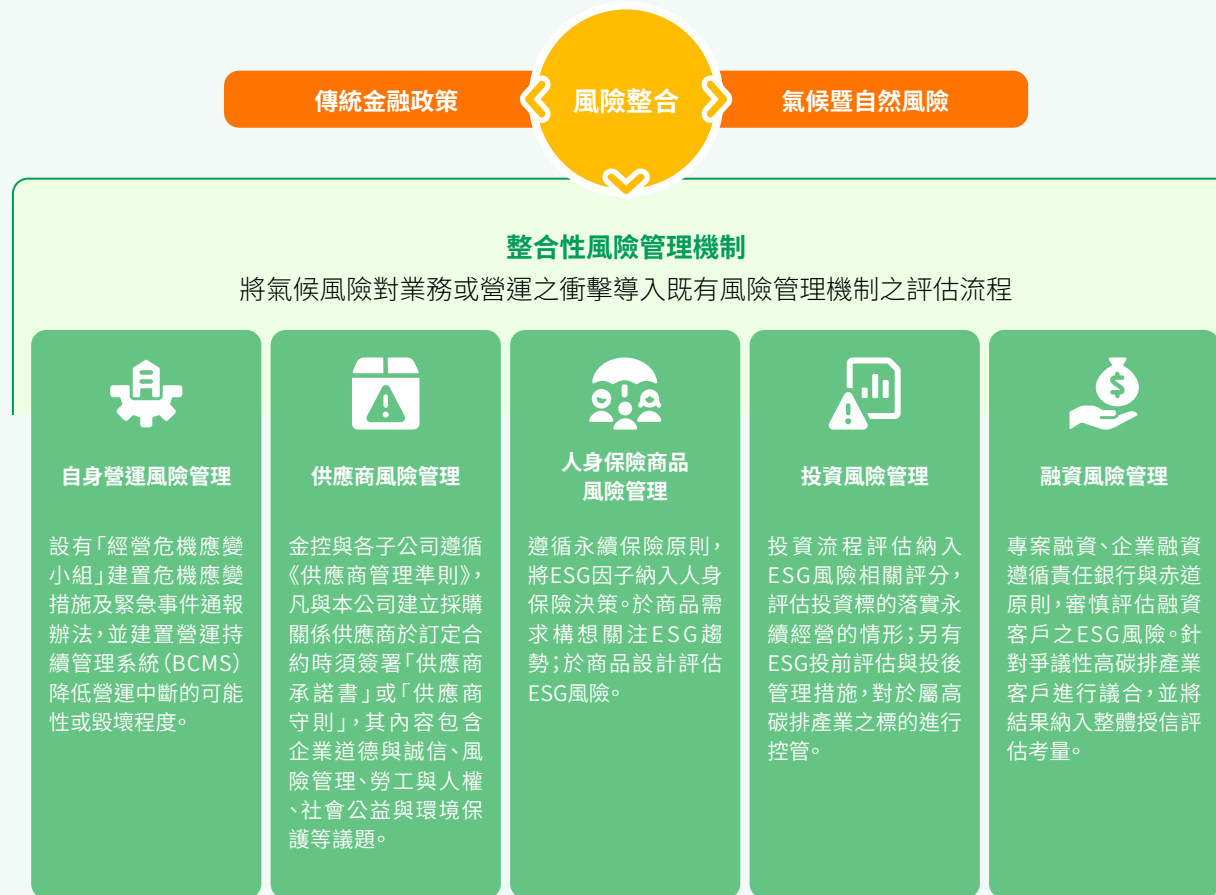 傳統金融政策
風險整合
氣候暨自然風險
整合性風險管理機制
將氣候風險對業務或營運之衝擊導入既有風險管理機制之評估流程
自身營運風險管理
設有「經營危機應變
小組」建置危機應變
措施及緊急事件通報
辦法，並建置營運持
續管理系統（BCMS）
降低營運中斷的可能
性或毀壞程度。
供應商風險管理
金控與各子公司遵循
《供應商管理準則》，
凡與本公司建立採購
關係供應商於訂定合
約時須簽署「供應商
承諾書」或「供應商
守則」，其內容包含
企業道德與誠信、風
險管理、勞工與人權
、社會公益與環境保
護等議題。
人身保險商品
風險管理
遵循永續保險原則，
將ESG因子納入人身
保險決策。於商品需
求構想關注ESG趨
勢；於商品設計評估
ESG風險。
投資風險管理
投資流程評估納入
ESG風險相關評分，
評估投資標的落實永
續經營的情形；另有
ESG投前評估與投後
管理措施，對於屬高
碳排產業之標的進行
控管。
融資風險管理
專案融資、企業融資
遵循責任銀行與赤道
原則，審慎評估融資
客戶之ESG風險。針
對爭議性高碳排產業
客戶進行議合，並將
結果納入整體授信評
估考量。